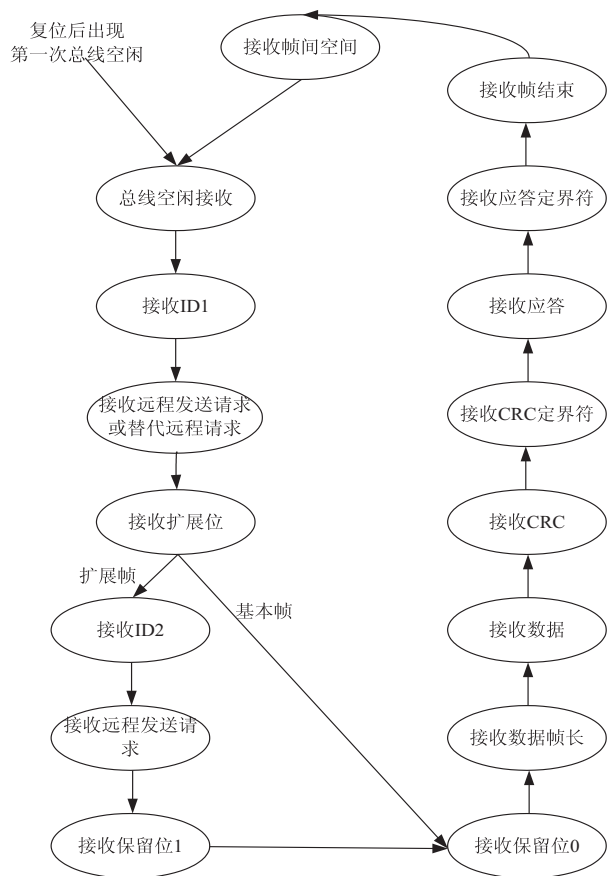 复位后出现
第一次总线空闲
接收帧间空间
总线空闲接收
接收ID1
接收远程发送请求
或替代远程请求
接收扩展位
扩展帧
基本帧
接收ID2
接收远程发送请
求
接收保留位1
接收保留位0
接收数据帧长
接收数据
接收CRC
接收CRC定界符
接收应答
接收应答定界符
接收帧结束